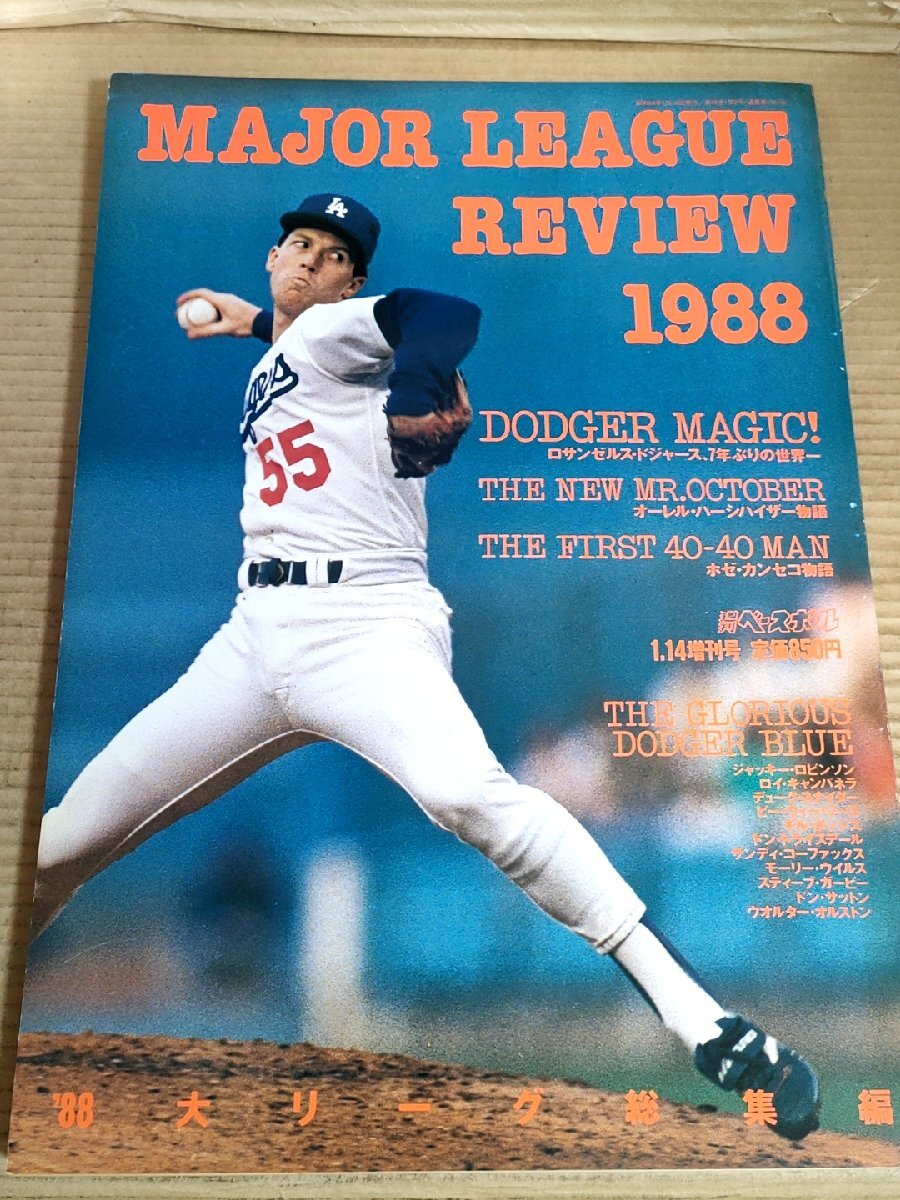 MAJOR LEAGUE
REVIEW
1988
LA
55
DODGER MAGIC!
ロサンゼルス・ドジャース、7年ぶりの世界一
THE NEW MR.OCTOBER
オーレル・ハーシハイザー物語
THE FIRST 40-40 MAN
ホゼ・カンセコ物語
週刊ベースボール
1.14増刊号 定価850円
THE GLORIOUS
DODGER BLUE
ジャッキー・ロビンソン
ロイ・キャンパネラ
ドン・ドライスデール
サンディ・コーファックス
モーリー・ウイルス
スティーブ・ガービー
ドン・サットン
ウオルター・オルストン
'88 大リーグ総集編